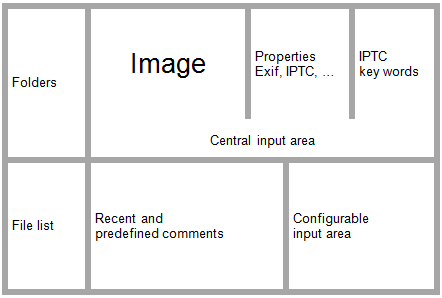 Folders
Image
Properties
Exif, IPTC, ...
IPTC
key words
Central input area
File list
Recent and
predefined comments
Configurable
input area